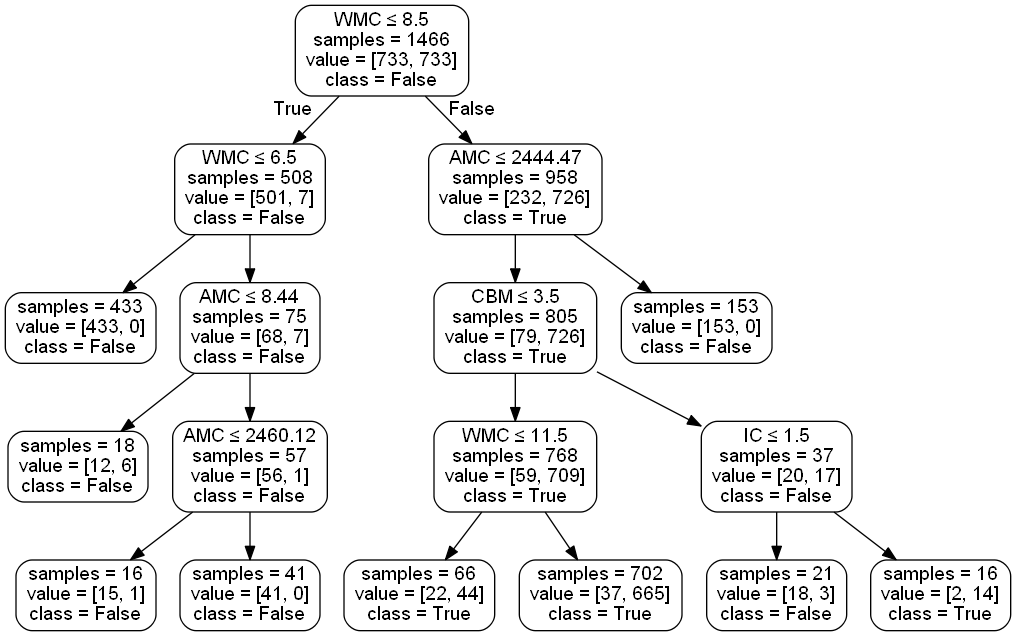 WMC ≤ 8.5
samples = 1466
value = [733, 733]
class = False
True
False
WMC ≤ 6.5
samples = 508
value = [501, 7]
class = False
AMC ≤ 2444.47
samples = 958
value = [232, 726]
class = True
samples = 433
value = [433, 0]
class = False
AMC ≤ 8.44
samples = 75
value = [68, 7]
class = False
CBM ≤ 3.5
samples = 805
value = [79, 726]
class = True
samples = 153
value = [153, 0]
class = False
samples = 18
value = [12, 6]
class = False
AMC ≤ 2460.12
samples = 57
value = [56, 1]
class = False
WMC ≤ 11.5
samples = 768
value = [59, 709]
class = True
IC ≤ 1.5
samples = 37
value = [20, 17]
class = False
samples = 16
value = [15, 1]
class = False
samples = 41
value = [41, 0]
class = False
samples = 66
value = [22, 44]
class = True
samples = 702
value = [37, 665]
class = True
samples = 21
value = [18, 3]
class = False
samples = 16
value = [2, 14]
class = True